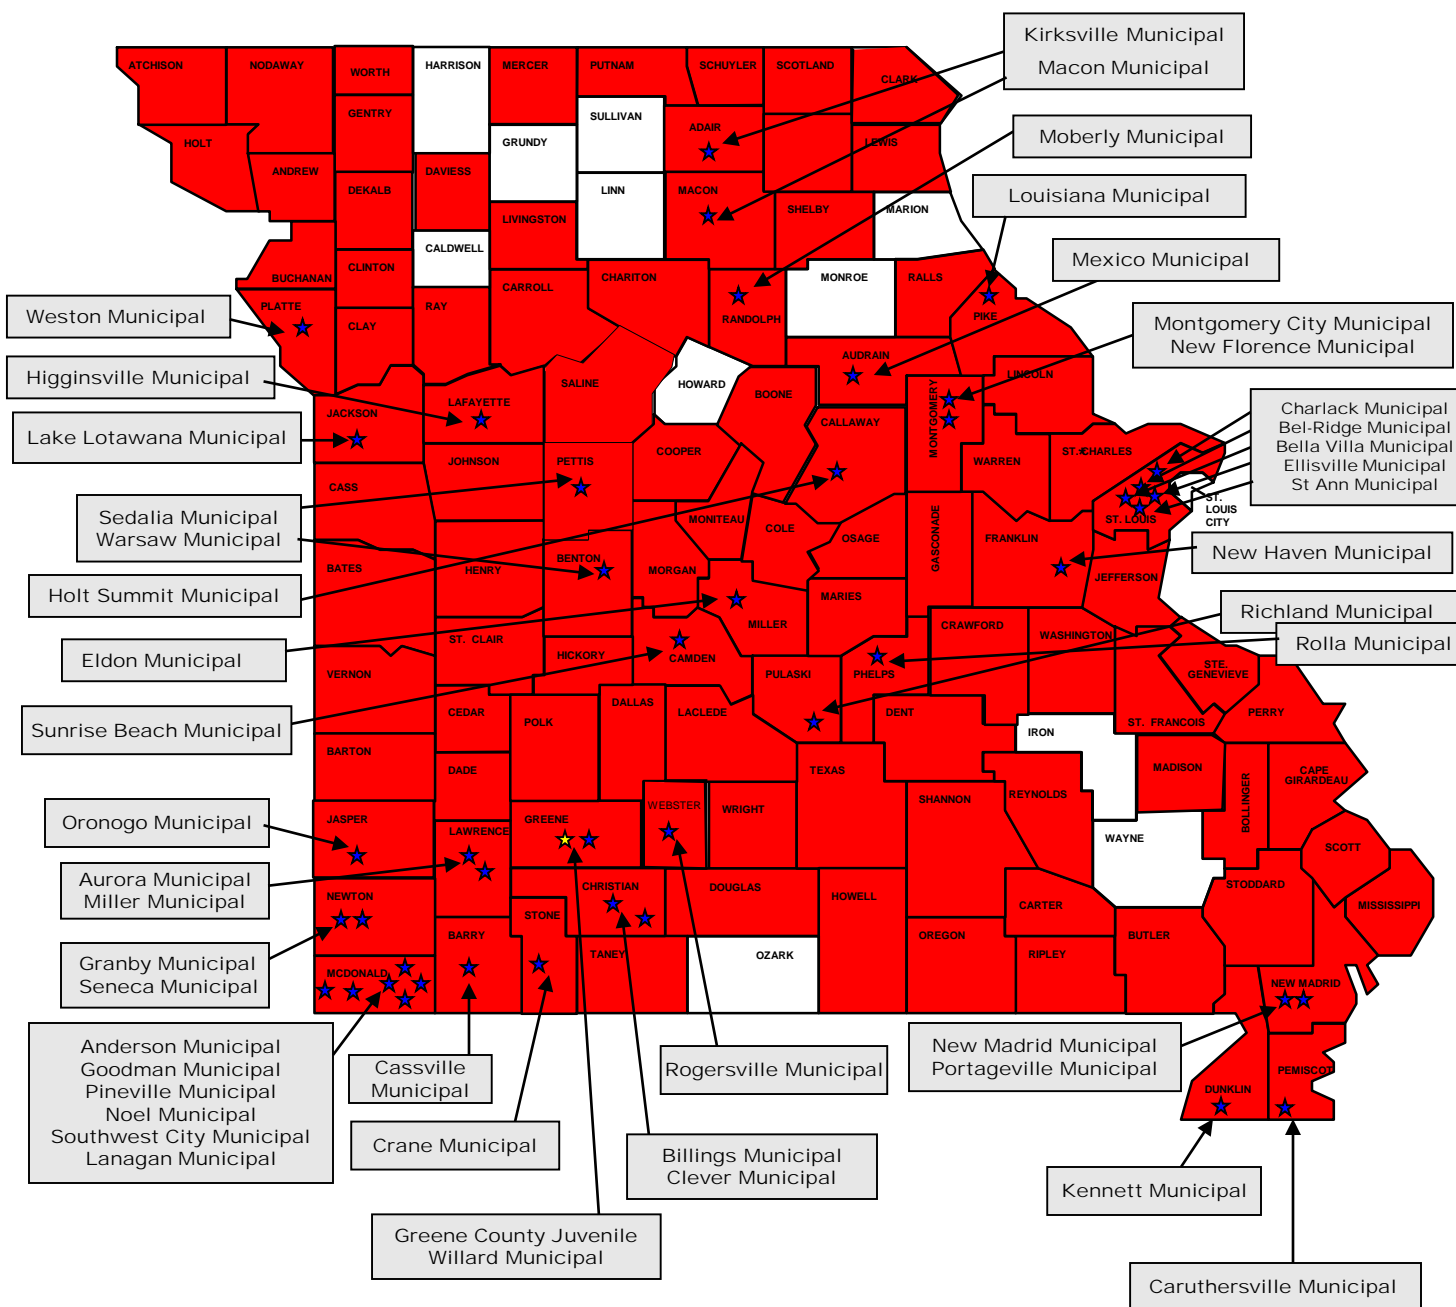 Kirksville Municipal
Macon Municipal
ATCHISON
NODAWAY
WORTH
HARRISON
MERCER
PUTNAM
SCHUYLER
SCOTLAND
CLARK
GENTRY
SULLIVAN
ADAIR
Moberly Municipal
HOLT
GRUNDY
LEWIS
ANDREW
DEKALB
DAVIESS
LINN
MACON
SHELBY
MARION
Louisiana Municipal
LIVINGSTON
CALDWELL
CLINTON
BUCHANAN
CARROLL
CHARITON
MONROE
RALLS
Mexico Municipal
PLATTE
RAY
RANDOLPH
PIKE
Weston Municipal
CLAY
Montgomery City Municipal
New Florence Municipal
AUDRAIN
Higginsville Municipal
SALINE
HOWARD
BOONE
LINCOLN
JACKSON
LAFAYETTE
MONTGOMERY
Charlack Municipal
Bel-Ridge Municipal
Bella Villa Municipal
Ellisville Municipal
St Ann Municipal
Lake Lotawana Municipal
CALLAWAY
JOHNSON
PETTIS
COOPER
WARREN
ST. CHARLES
CASS
ST.
LOUIS
CITY
Sedalia Municipal
Warsaw Municipal
MONITEAU
COLE
OSAGE
GASCONADE
FRANKLIN
ST. LOUIS
New Haven Municipal
BATES
HENRY
BENTON
MORGAN
JEFFERSON
Holt Summit Municipal
MARIES
Richland Municipal
MILLER
CRAWFORD
WASHINGTON
Rolla Municipal
Eldon Municipal
ST. CLAIR
HICKORY
CAMDEN
PULASKI
PHELPS
STE.
GENEVIEVE
VERNON
Sunrise Beach Municipal
CEDAR
POLK
DALLAS
LACLEDE
DENT
ST. FRANCOIS
PERRY
IRON
BARTON
DADE
TEXAS
MADISON
CAPE
GIRARDEAU
SHANNON
REYNOLDS
BOLLINGER
Oronogo Municipal
JASPER
LAWRENCE
GREENE
WEBSTER
WRIGHT
WAYNE
SCOTT
Aurora Municipal
Miller Municipal
NEWTON
CHRISTIAN
DOUGLAS
HOWELL
CARTER
STODDARD
MISSISSIPPI
STONE
Granby Municipal
Seneca Municipal
BARRY
TANEY
OZARK
OREGON
RIPLEY
BUTLER
MCDONALD
NEW MADRID
Anderson Municipal
Goodman Municipal
Pineville Municipal
Noel Municipal
Southwest City Municipal
Lanagan Municipal
Cassville
Municipal
Rogersville Municipal
New Madrid Municipal
Portageville Municipal
DUNKLIN
PEMISCOT
Crane Municipal
Billings Municipal
Clever Municipal
Kennett Municipal
Greene County Juvenile
Willard Municipal
Caruthersville Municipal